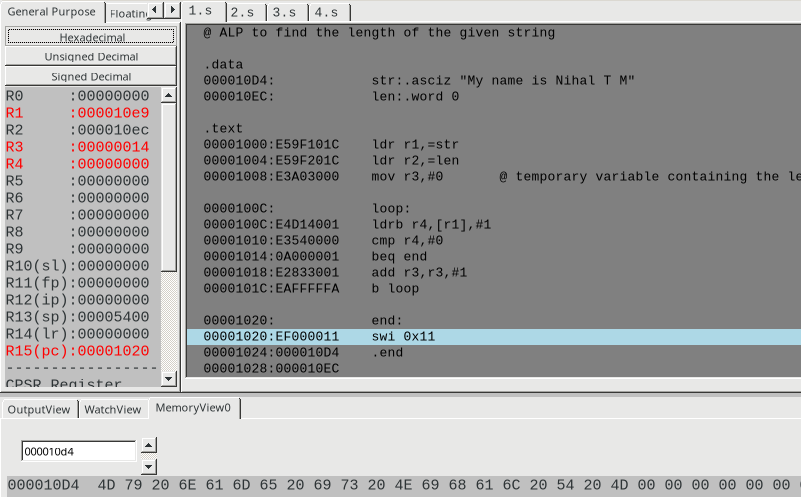 General Purpose
Floating
1.s
2.s
3.s
4.s
Hexadecimal
Unsigned Decimal
Signed Decimal
R0 :00000000
R1 :000010e9
R2 :000010ec
R3 :00000014
R4 :00000000
R5 :00000000
R6 :00000000
R7 :00000000
R8 :00000000
R9 :00000000
R10(sl):00000000
R11(fp):00000000
R12(ip):00000000
R13(sp):00005400
R14(lr):00000000
R15(pc):00001020
------------------
CPSR Register
@ ALP to find the length of the given string
.data
000010D4: str:.asciz "My name is Nihal T M"
000010EC: len:.word 0
.text
00001000:E59F101C ldr r1,=str
00001004:E59F201C ldr r2,=len
00001008:E3A03000 mov r3,#0 @ temporary variable containing the le
0000100C: loop:
0000100C:E4D14001 ldrb r4,[r1],#1
00001010:E3540000 cmp r4,#0
00001014:0A000001 beq end
00001018:E2833001 add r3,r3,#1
0000101C:EAFFFFFA b loop
00001020: end:
00001020:EF000011 swi 0x11
00001024:000010D4 .end
00001028:000010EC
OutputView
WatchView
MemoryView0
000010d4
000010D4 4D 79 20 6E 61 6D 65 20 69 73 20 4E 69 68 61 6C 20 54 20 4D 00 00 00 00 00 00